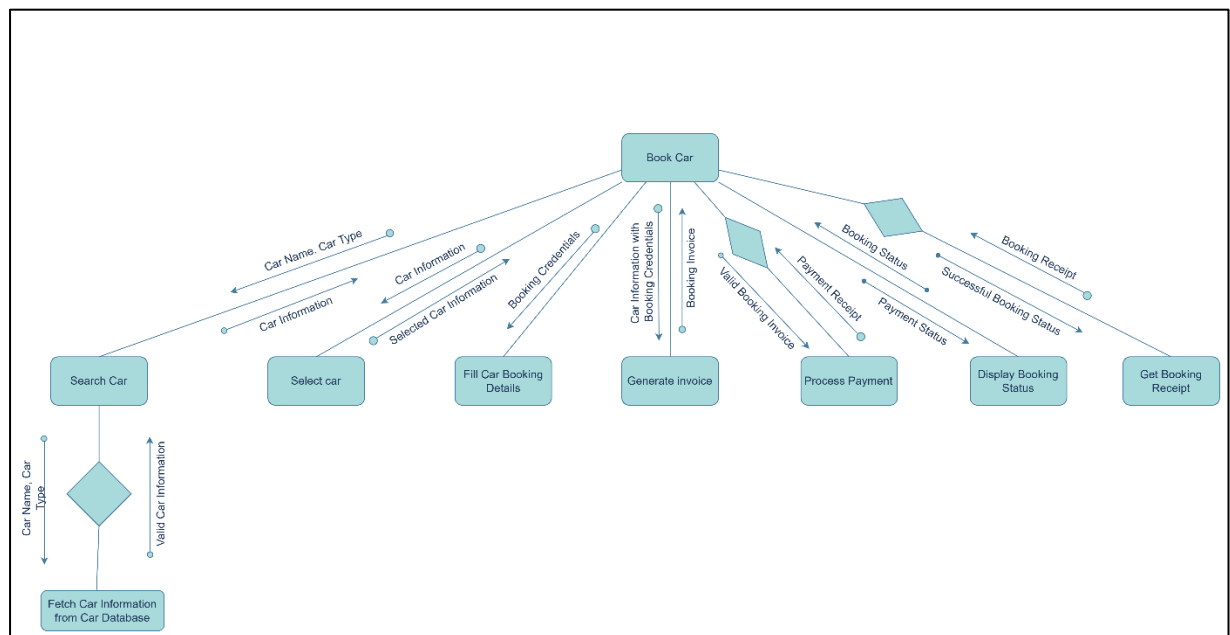 Book Car
Car Name. Car Type
Car Information
Car Information
Selected Car Information
Booking Credentials
Car Information with
Booking Credentials
Booking Invoice
Valid Booking Invoice
Payment Receipt
Booking Status
Payment Status
Successful Booking Status
Booking Receipt
Search Car
Select car
Fill Car Booking
Details
Generate invoice
Process Payment
Display Booking
Status
Get Booking
Receipt
Car Name, Car
Type
Valid Car Information
Fetch Car Information
from Car Database